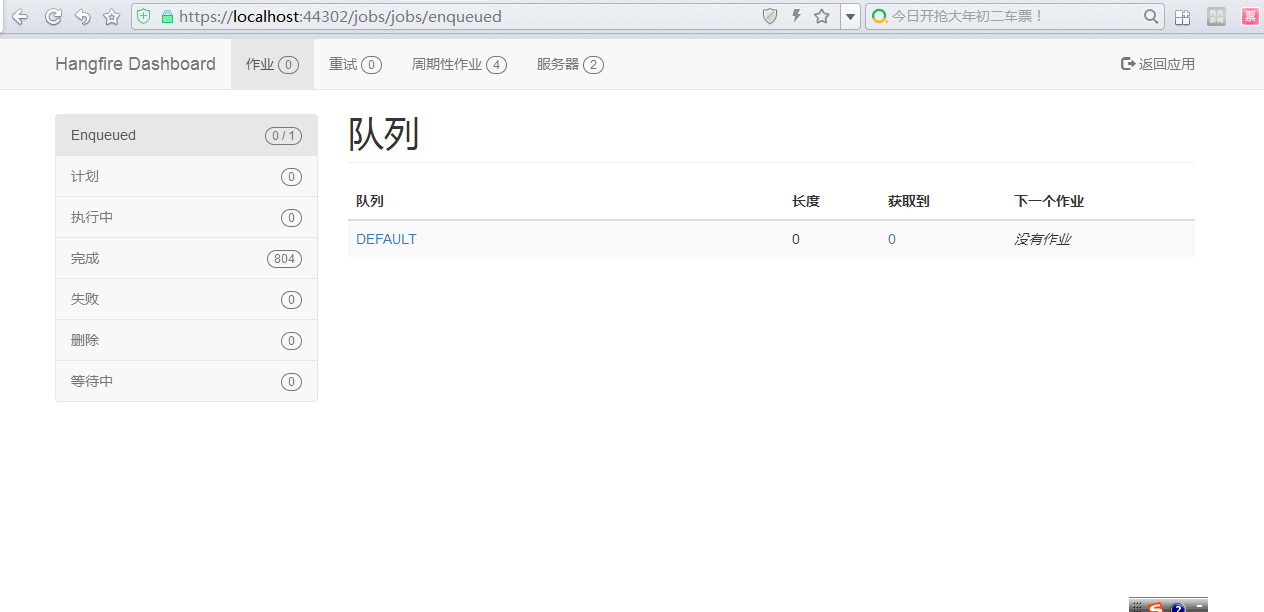 https://localhost:44302/jobs/jobs/enqueued
今日开抢大年初二车票！
票
Hangfire Dashboard
作业 0
重试 0
周期性作业 4
服务器 2
返回应用
Enqueued 0 / 1
计划 0
执行中 0
完成 804
失败 0
删除 0
等待中 0
队列
队列 长度 获取到 下一个作业
DEFAULT 0 0 没有作业